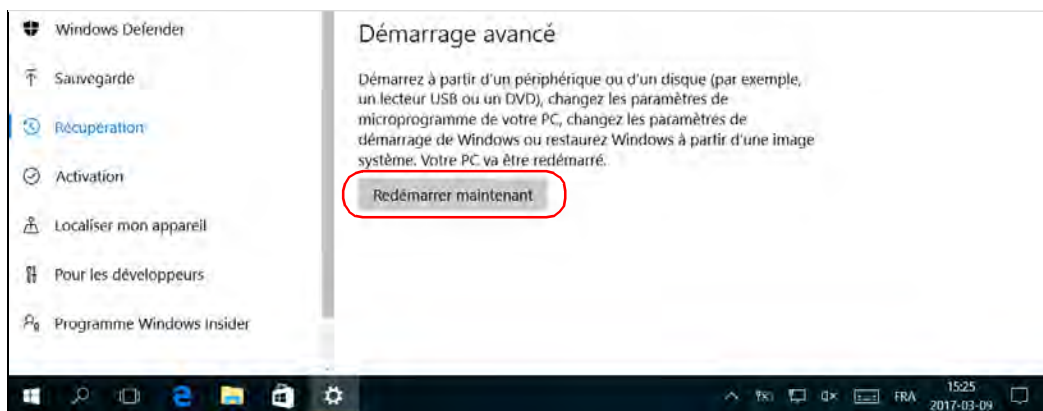 Windows Defender
Sauvegarde
Récupération
Activation
Localiser mon appareil
Pour les développeurs
Programme Windows Insider
Démarrage avancé
Démarrez à partir d'un périphérique ou d'un disque (par exemple,
un lecteur USB ou un DVD), changez les paramètres de
microprogramme de votre PC, changez les paramètres de
démarrage de Windows ou restaurez Windows à partir d'une image
système. Votre PC va être redémarré.
Redémarrer maintenant
FRA
15:25
2017-03-09